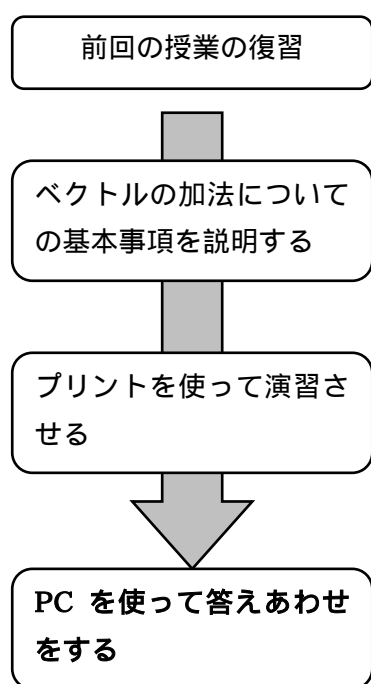 前回の授業の復習
ベクトルの加法について
の基本事項を説明する
プリントを使って演習さ
せる
PC を使って答えあわせ
をする